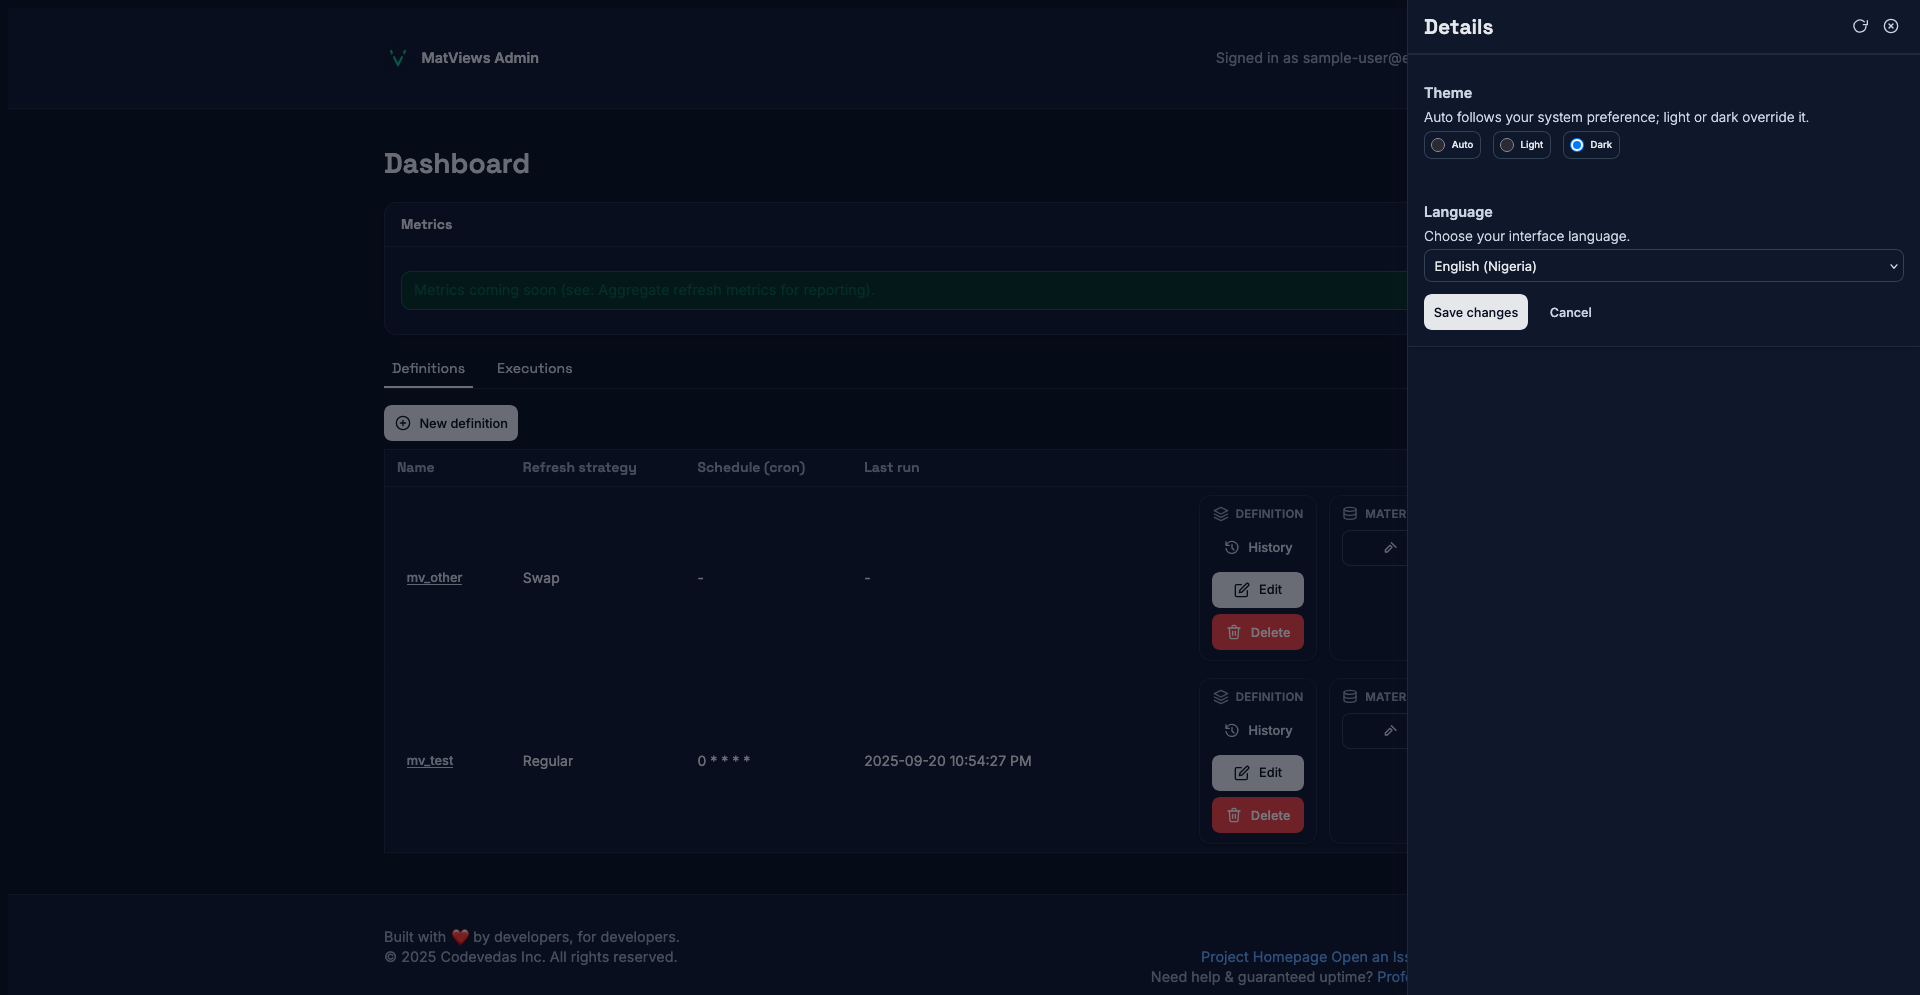 MatViews Admin
Signed in as sample-user@e
Dashboard
Metrics
Metrics coming soon (see: Aggregate refresh metrics for reporting).
Definitions Executions
New definition
Name Refresh strategy Schedule (cron) Last run
DEFINITION MATER
History
mv_other Swap - -
Edit
Delete
DEFINITION MATER
History
mv_test Regular 0 * * * * 2025-09-20 10:54:27 PM
Edit
Delete
Built with ❤️ by developers, for developers.
© 2025 Codevedas Inc. All rights reserved.
Project Homepage Open an Iss
Need help & guaranteed uptime? Profe
Details
Theme
Auto follows your system preference; light or dark override it.
Auto Light Dark
Language
Choose your interface language.
English (Nigeria)
Save changes Cancel